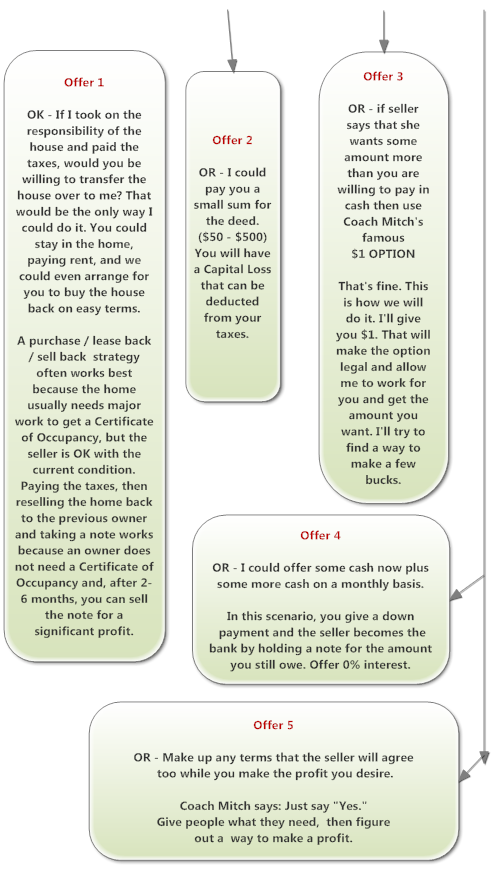 Offer 1
OK - If I took on the
responsibility of the
house and paid the
taxes, would you be
willing to transfer the
house over to me? That
would be the only way I
could do it. You could
stay in the home,
paying rent, and we
could even arrange for
you to buy the house
back on easy terms.
A purchase / lease back
/ sell back strategy
often works best
because the home
usually needs major
work to get a Certificate
of Occupancy, but the
seller is OK with the
current condition.
Paying the taxes, then
reselling the home back
to the previous owner
and taking a note works
because an owner does
not need a Certificate of
Occupancy and, after 2-
6 months, you can sell
the note for a
significant profit.
Offer 2
OR - I could
pay you a
small sum for
the deed.
($50 - $500)
You will have
a Capital Loss
that can be
deducted
from your
taxes.
Offer 3
OR - if seller
says that she
wants some
amount more
than you are
willing to pay in
cash then use
Coach Mitch's
famous
$1 OPTION
That's fine. This
is how we will
do it. I'll give
you $1. That will
make the option
legal and allow
me to work for
you and get the
amount you
want. I'll try to
find a way to
make a few
bucks.
Offer 4
OR - I could offer some cash now plus
some more cash on a monthly basis.
In this scenario, you give a down
payment and the seller becomes the
bank by holding a note for the amount
you still owe. Offer 0% interest.
Offer 5
OR - Make up any terms that the seller will agree
too while you make the profit you desire.
Coach Mitch says: Just say "Yes."
Give people what they need, then figure
out a way to make a profit.